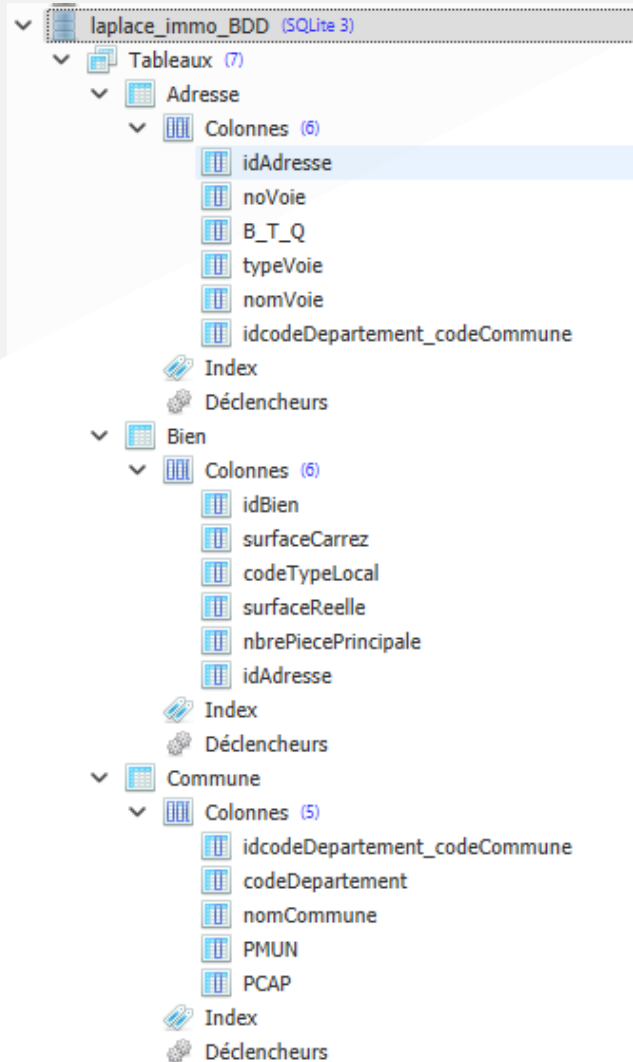 laplace_immo_BDD (SQLite 3)
Tableaux (7)
Adresse
Colonnes (6)
idAdresse
noVoie
B_T_Q
typeVoie
nomVoie
idcodeDepartement_codeCommune
Index
Déclencheurs
Bien
Colonnes (6)
idBien
surfaceCarrez
codeTypeLocal
surfaceReelle
nbrePiecePrincipale
idAdresse
Index
Déclencheurs
Commune
Colonnes (5)
idcodeDepartement_codeCommune
codeDepartement
nomCommune
PMUN
PCAP
Index
Déclencheurs